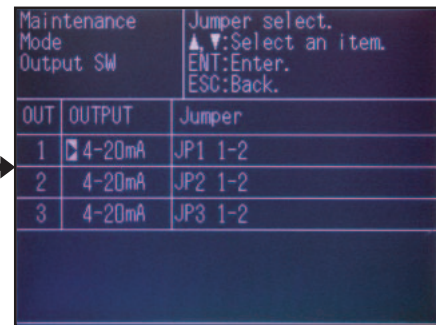 Maintenance
Mode
Output SW
Jumper select.
▲,▼:Select an item.
ENT:Enter.
ESC:Back.
OUT OUTPUT Jumper
1 4-20mA JP1 1-2
2 4-20mA JP2 1-2
3 4-20mA JP3 1-2